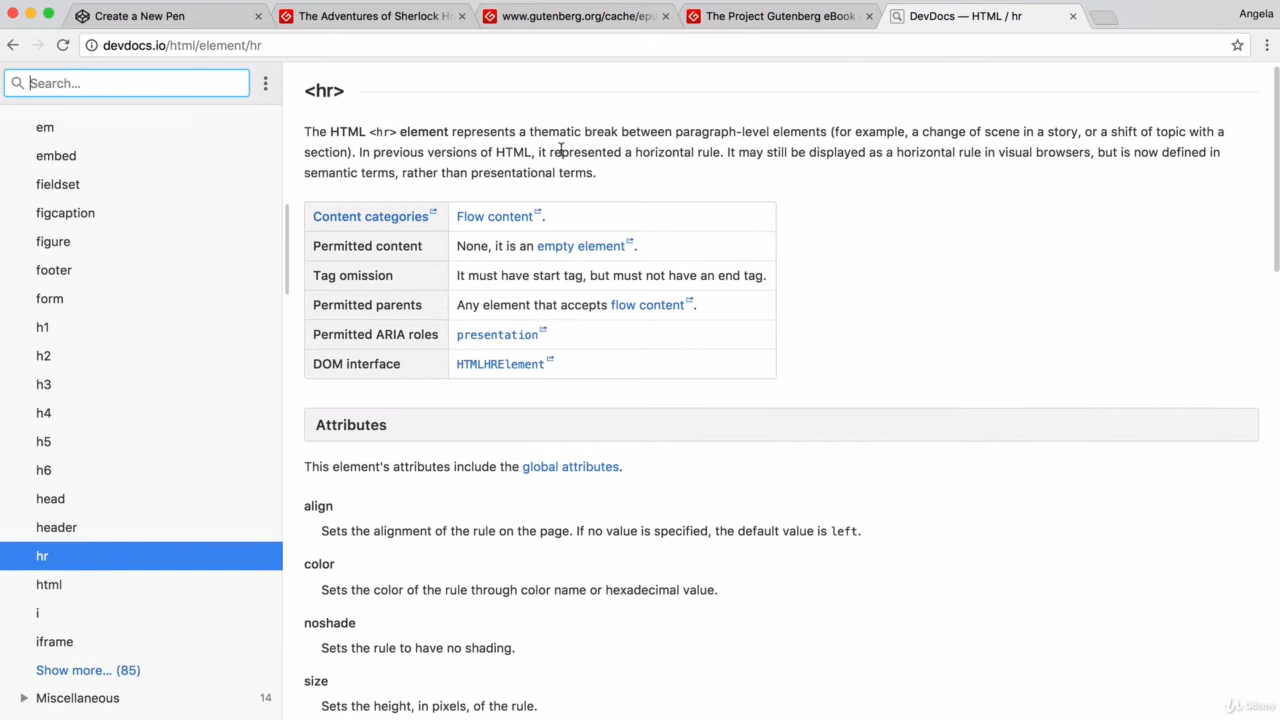 Create a New Pen
The Adventures of Sherlock H
www.gutenberg.org/cache/epu
The Project Gutenberg eBook
DevDocs — HTML / hr
Angela
devdocs.io/html/element/hr
Search...
em
embed
fieldset
figcaption
figure
footer
form
h1
h2
h3
h4
h5
h6
head
header
hr
html
i
iframe
Show more... (85)
Miscellaneous 14
<hr>
The HTML <hr> element represents a thematic break between paragraph-level elements (for example, a change of scene in a story, or a shift of topic with a
section). In previous versions of HTML, it represented a horizontal rule. It may still be displayed as a horizontal rule in visual browsers, but is now defined in
semantic terms, rather than presentational terms.
Content categories Flow content.
Permitted content None, it is an empty element.
Tag omission It must have start tag, but must not have an end tag.
Permitted parents Any element that accepts flow content.
Permitted ARIA roles presentation
DOM interface HTMLHRElement
Attributes
This element's attributes include the global attributes.
align
Sets the alignment of the rule on the page. If no value is specified, the default value is left.
color
Sets the color of the rule through color name or hexadecimal value.
noshade
Sets the rule to have no shading.
size
Sets the height, in pixels, of the rule.
Udemy